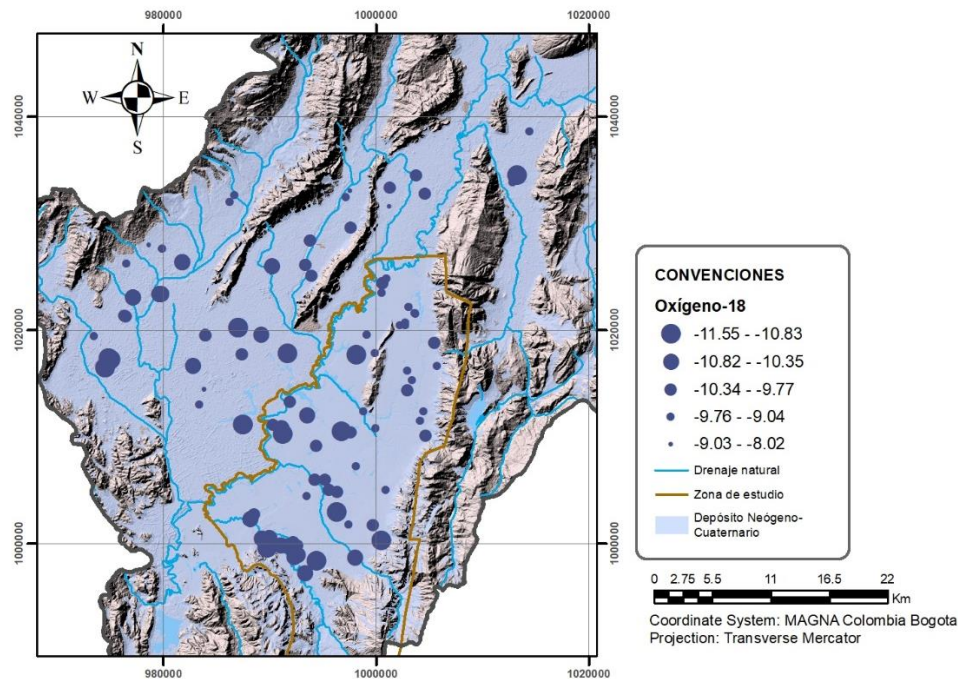 980000
1000000
1020000
N
W
E
S
1040000
1040000
1020000
1020000
1000000
1000000
980000
1000000
1020000
CONVENCIONES
Oxígeno-18
-11.55 - -10.83
-10.82 - -10.35
-10.34 - -9.77
-9.76 - -9.04
-9.03 - -8.02
Drenaje natural
Zona de estudio
Depósito Neógeno-
Cuaternario
0 2.75 5.5 11 16.5 22
Km
Coordinate System: MAGNA Colombia Bogota
Projection: Transverse Mercator